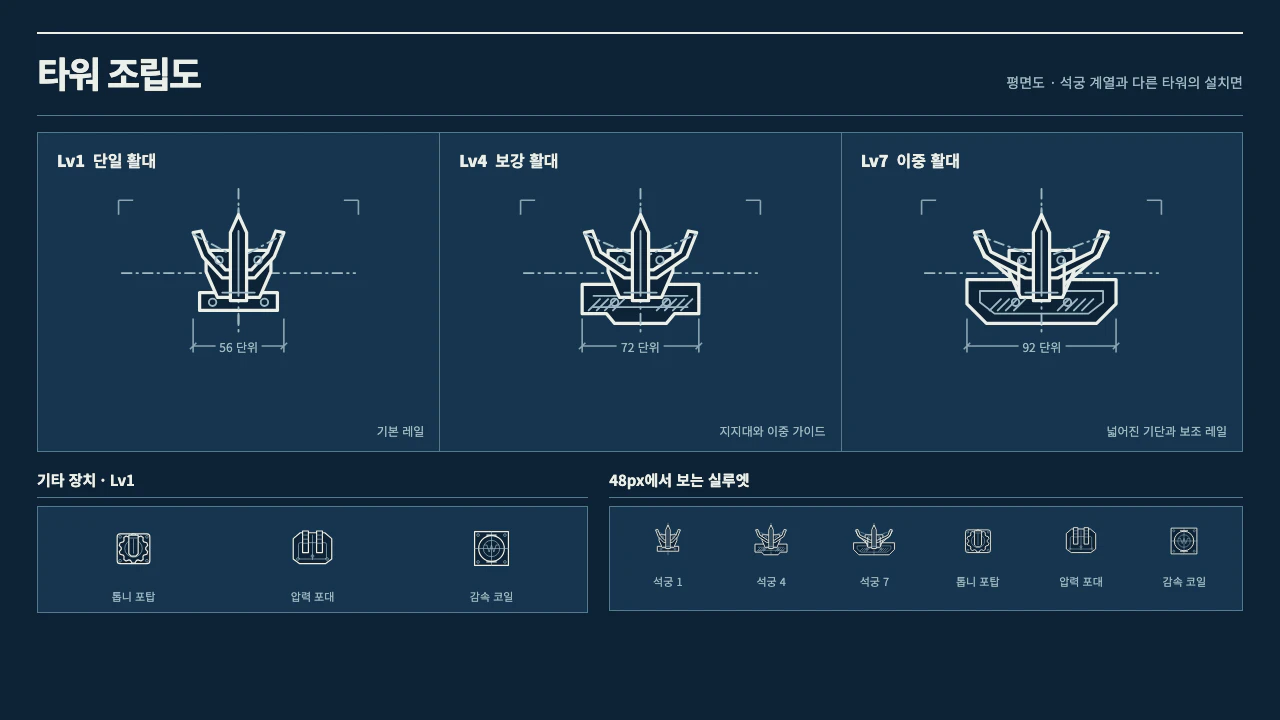 타워 조립도
평면도 · 석궁 계열과 다른 타워의 설치면
Lv1 단일 활대
56 단위
기본 레일
Lv4 보강 활대
72 단위
지지대와 이중 가이드
Lv7 이중 활대
92 단위
넓어진 기단과 보조 레일
기타 장치 · Lv1
톱니 포탑
압력 포대
감속 코일
48px에서 보는 실루엣
석궁 1
석궁 4
석궁 7
톱니 포탑
압력 포대
감속 코일